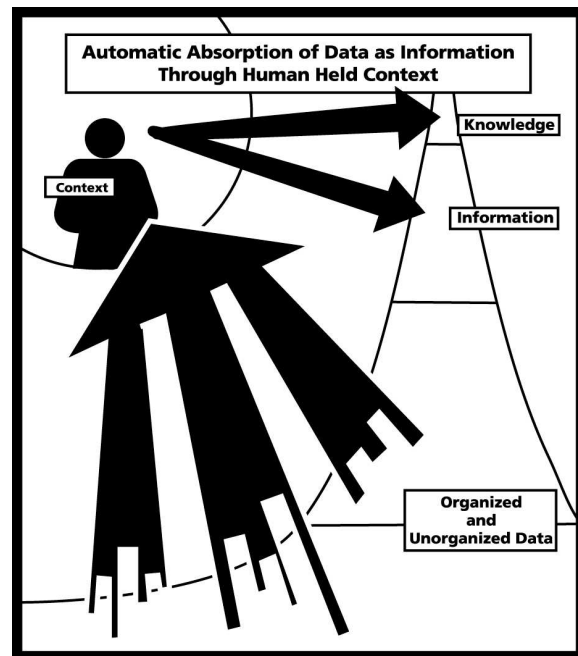 Automatic Absorption of Data as Information
Through Human Held Context
Knowledge
Context
Information
Organized
and
Unorganized Data